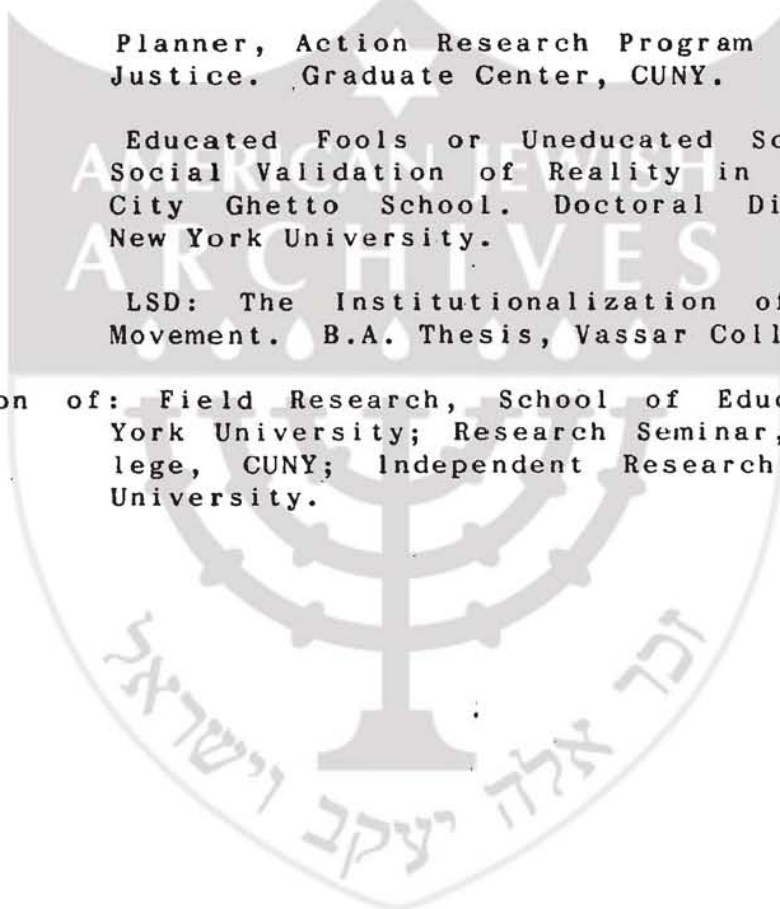 Planner, Action Research Program
Justice. Graduate Center, CUNY.
Educated Fools or Uneducated
Social Validation of Reality in
City Ghetto School. Doctoral
New York University.
LSD: The Institutionalization
Movement. B.A. Thesis, Vassar
of: Field Research, School of
York University; Research Seminar,
lege, CUNY; Independent Research
University.
AMERICAN JEWISH
ARCHIVES
זכר אלה יעקב וישראל